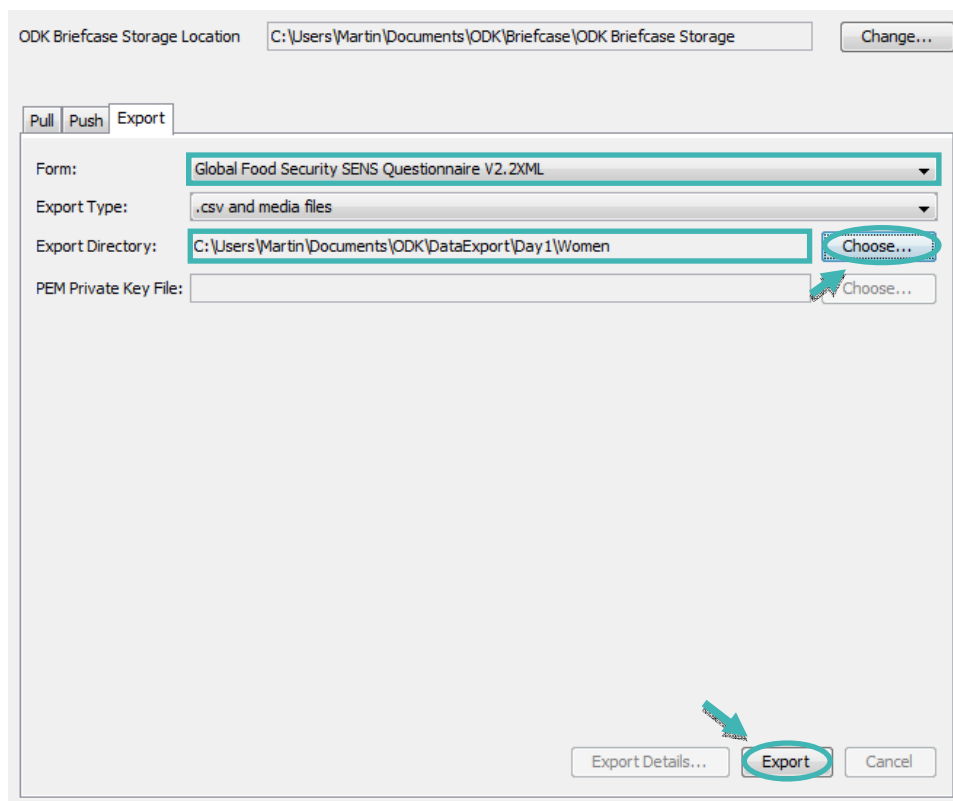 ODK Briefcase Storage Location C:\Users\Martin\Documents\ODK\Briefcase\ODK Briefcase Storage Change...
Pull Push Export
Form: Global Food Security SENS Questionnaire V2.2XML
Export Type: .csv and media files
Export Directory: C:\Users\Martin\Documents\ODK\DataExport\Day1\Women Choose...
PEM Private Key File: Choose...
Export Details... Export Cancel